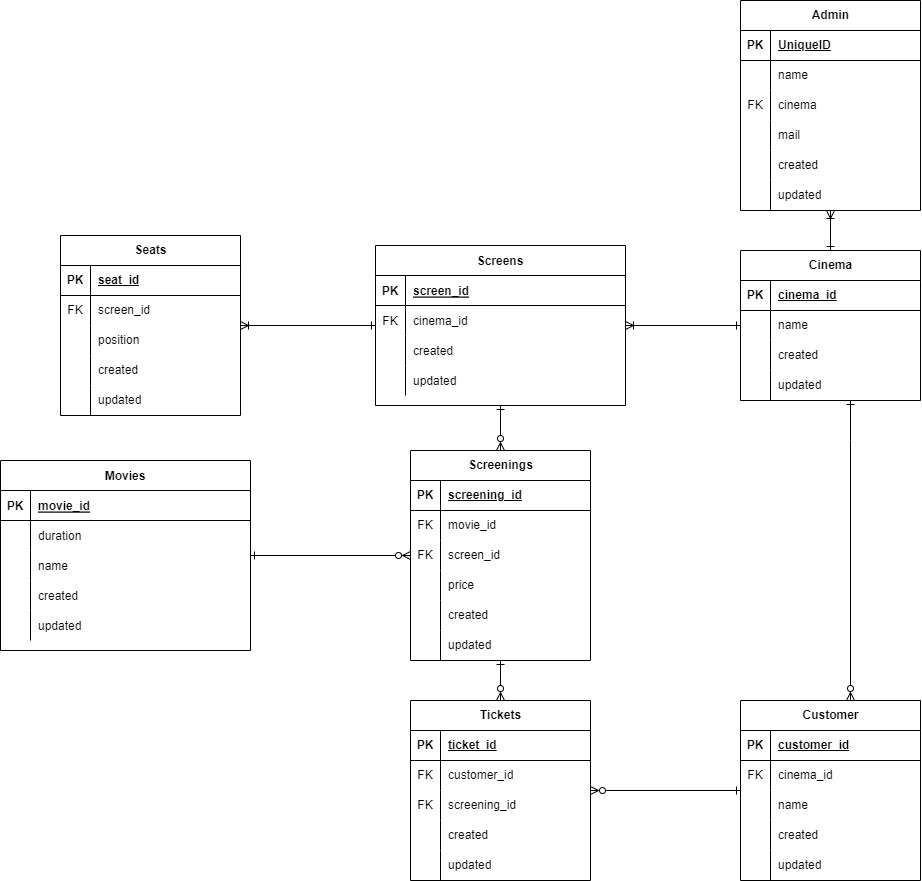 Admin
PK UniqueID
name
FK cinema
mail
created
updated
Seats
PK seat_id
FK screen_id
position
created
updated
Screens
PK screen_id
FK cinema_id
created
updated
Cinema
PK cinema_id
name
created
updated
Movies
PK movie_id
duration
name
created
updated
Screenings
PK screening_id
FK movie_id
FK screen_id
price
created
updated
Tickets
PK ticket_id
FK customer_id
FK screening_id
created
updated
Customer
PK customer_id
FK cinema_id
name
created
updated